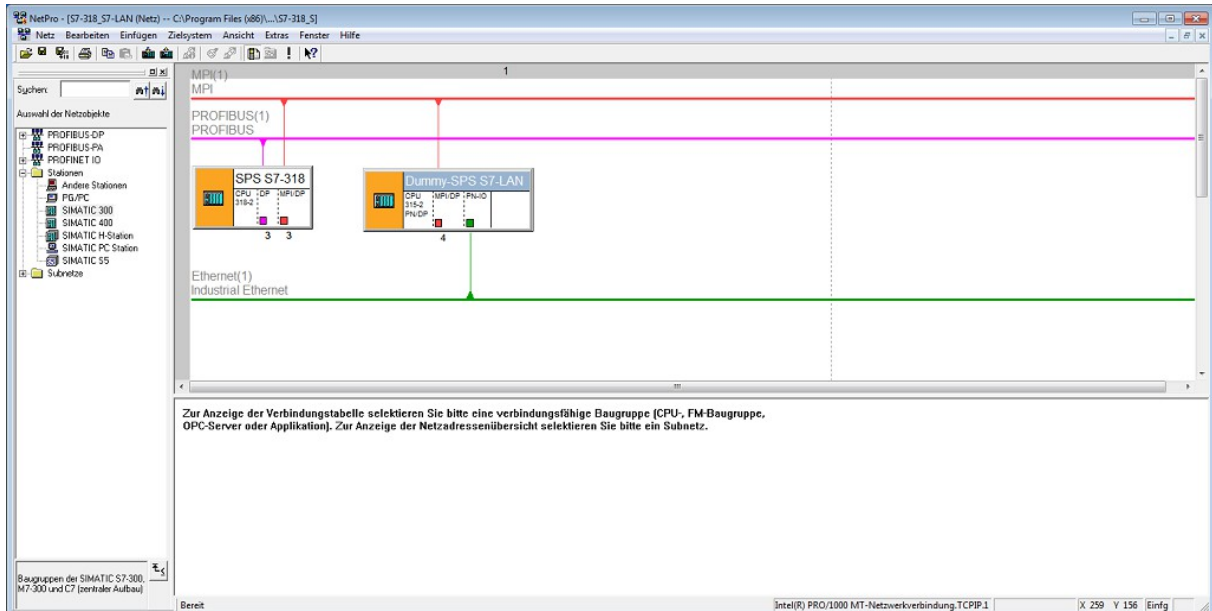 NetPro - [S7-318_S7-LAN (Netz) -- C:\Program Files (x86)\...\S7-318_S]
Netz Bearbeiten Einfügen Zielsystem Ansicht Extras Fenster Hilfe
Suchen:
Auswahl der Netzobjekte
PROFIBUS-DP
PROFIBUS-PA
PROFINET IO
Stationen
Andere Stationen
PG/PC
SIMATIC 300
SIMATIC 400
SIMATIC H-Station
SIMATIC PC Station
SIMATIC S5
Subnetze
Baugruppen der SIMATIC S7-300,
M7-300 und C7 (zentraler Aufbau)
1
MPI(1)
MPI
PROFIBUS(1)
PROFIBUS
SPS S7-318
CPU 318-2 DP MPI/DP
3 3
Dummy-SPS S7-LAN
CPU 315-2 PN/DP MPI/DP PN-IO
4
Ethernet(1)
Industrial Ethernet
Zur Anzeige der Verbindungstabelle selektieren Sie bitte eine verbindungsfähige Baugruppe (CPU-, FM-Baugruppe,
OPC-Server oder Applikation). Zur Anzeige der Netzadressenübersicht selektieren Sie bitte ein Subnetz.
Bereit Intel(R) PRO/1000 MT-Netzwerkverbindung.TCPIP.1 X 259 Y 156 Einfg